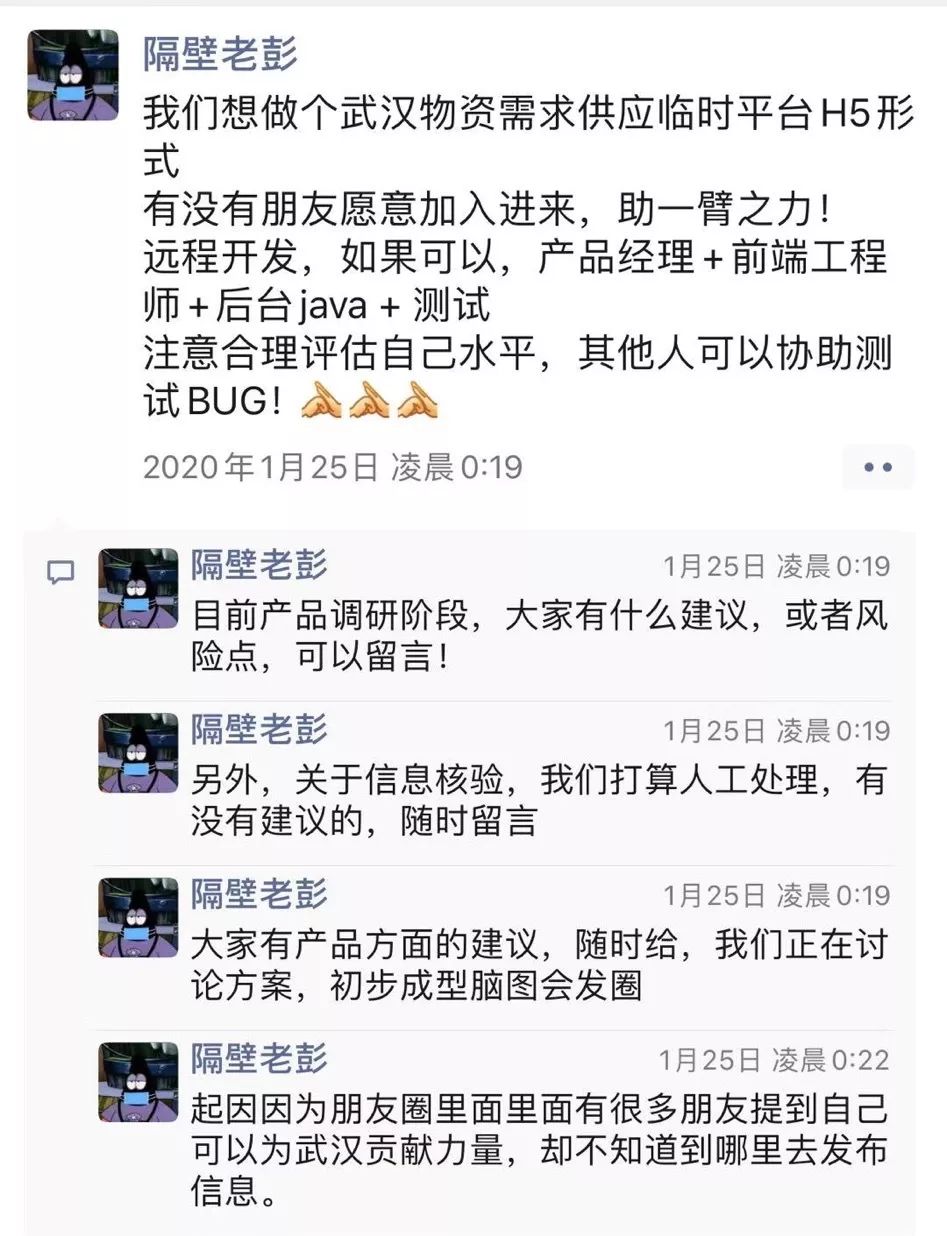 隔壁老彭
我们想做个武汉物资需求供应临时平台H5形
式
有没有朋友愿意加入进来，助一臂之力！
远程开发，如果可以，产品经理+前端工程
师+后台java + 测试
注意合理评估自己水平，其他人可以协助测
试BUG！
2020年1月25日 凌晨0:19
隔壁老彭 1月25日 凌晨0:19
目前产品调研阶段，大家有什么建议，或者风
险点，可以留言！
隔壁老彭 1月25日 凌晨0:19
另外，关于信息核验，我们打算人工处理，有
没有建议的，随时留言
隔壁老彭 1月25日 凌晨0:19
大家有产品方面的建议，随时给，我们正在讨
论方案，初步成型脑图会发圈
隔壁老彭 1月25日 凌晨0:22
起因因为朋友圈里面里面有很多朋友提到自己
可以为武汉贡献力量，却不知道到哪里去发布
信息。